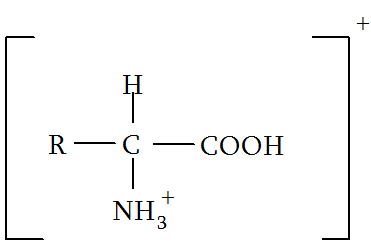 +
H
R C COOH
NH₃⁺